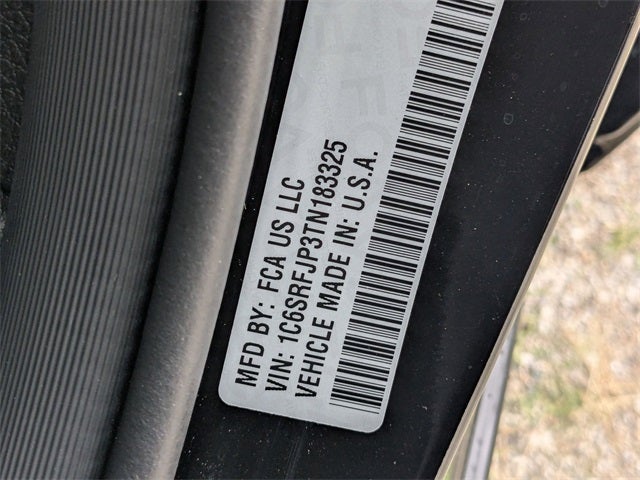 MFD BY: FCA US LLC
VIN: 1C6SRFJP3TN183325
VEHICLE MADE IN: U.S.A.